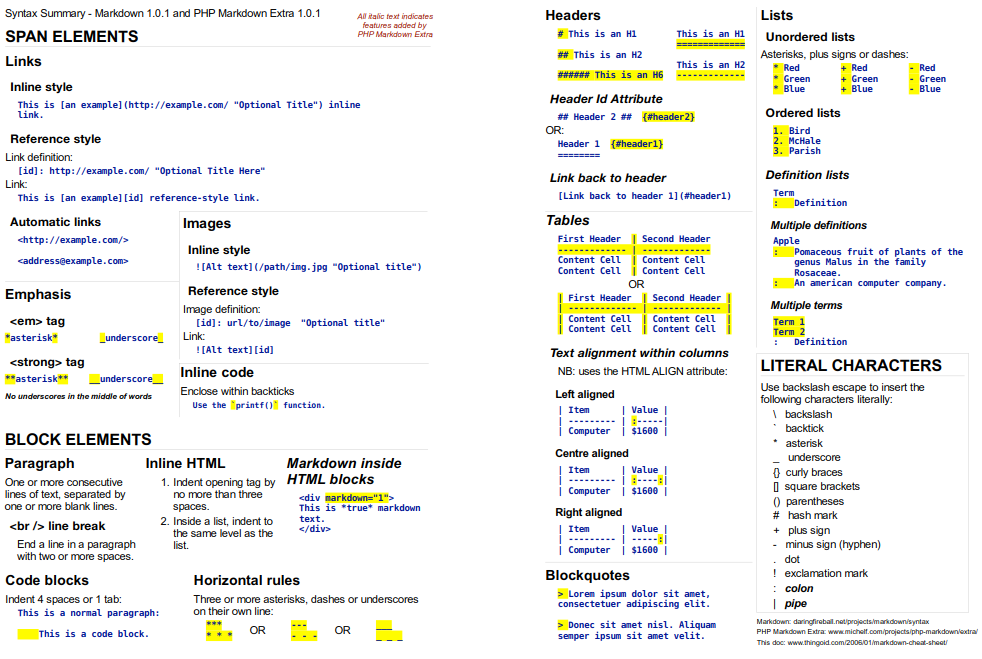 Syntax Summary - Markdown 1.0.1 and PHP Markdown Extra 1.0.1
All italic text indicates
features added by
PHP Markdown Extra
SPAN ELEMENTS
Links
Inline style
This is [an example](http://example.com/ "Optional Title") inline
link.
Reference style
Link definition:
[id]: http://example.com/ "Optional Title Here"
Link:
This is [an example][id] reference-style link.
Automatic links
<http://example.com/>
<address@example.com>
Emphasis
<em> tag
*asterisk* _underscore_
<strong> tag
**asterisk** __underscore__
No underscores in the middle of words
Images
Inline style
![Alt text](/path/img.jpg "Optional title")
Reference style
Image definition:
[id]: url/to/image "Optional title"
Link:
![Alt text][id]
Inline code
Enclose within backticks
Use the `printf()` function.
BLOCK ELEMENTS
Paragraph
One or more consecutive
lines of text, separated by
one or more blank lines.
<br /> line break
End a line in a paragraph
with two or more spaces.
Inline HTML
1. Indent opening tag by
no more than three
spaces.
2. Inside a list, indent to
the same level as the
list.
Markdown inside
HTML blocks
<div markdown="1">
This is *true* markdown
text.
</div>
Code blocks
Indent 4 spaces or 1 tab:
This is a normal paragraph:
This is a code block.
Horizontal rules
Three or more asterisks, dashes or underscores
on their own line:
*** --- ___
OR OR
* * * - - - _ _ _
Headers
# This is an H1
## This is an H2
###### This is an H6
This is an H1
=============
This is an H2
-------------
Header Id Attribute
## Header 2 ## {#header2}
OR:
Header 1 {#header1}
========
Link back to header
[Link back to header 1](#header1)
Tables
First Header | Second Header
------------- | -------------
Content Cell | Content Cell
Content Cell | Content Cell
OR
| First Header | Second Header |
| ------------- | ------------- |
| Content Cell | Content Cell |
| Content Cell | Content Cell |
Text alignment within columns
NB: uses the HTML ALIGN attribute:
Left aligned
| Item | Value |
| --------- | :-----|
| Computer | $1600 |
Centre aligned
| Item | Value |
| --------- | :----:|
| Computer | $1600 |
Right aligned
| Item | Value |
| --------- | -----:|
| Computer | $1600 |
Blockquotes
> Lorem ipsum dolor sit amet,
consectetuer adipiscing elit.
> Donec sit amet nisl. Aliquam
semper ipsum sit amet velit.
Lists
Unordered lists
Asterisks, plus signs or dashes:
* Red + Red - Red
* Green + Green - Green
* Blue + Blue - Blue
Ordered lists
1. Bird
2. McHale
3. Parish
Definition lists
Term
: Definition
Multiple definitions
Apple
: Pomaceous fruit of plants of the
genus Malus in the family
Rosaceae.
: An american computer company.
Multiple terms
Term 1
Term 2
: Definition
LITERAL CHARACTERS
Use backslash escape to insert the
following characters literally:
\ backslash
` backtick
* asterisk
_ underscore
{} curly braces
[] square brackets
() parentheses
# hash mark
+ plus sign
- minus sign (hyphen)
. dot
! exclamation mark
: colon
| pipe
Markdown: daringfireball.net/projects/markdown/syntax
PHP Markdown Extra: www.michelf.com/projects/php-markdown/extra/
This doc: www.thingoid.com/2006/01/markdown-cheat-sheet/